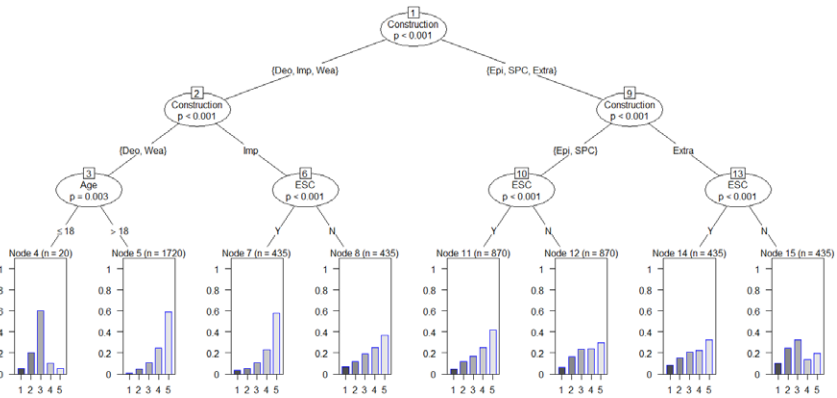 1
Construction
p < 0.001
{Deo, Imp, Wea}
{Epi, SPC, Extra}
2
Construction
p < 0.001
9
Construction
p < 0.001
{Deo, Wea}
Imp
{Epi, SPC}
Extra
3
Age
p = 0.003
6
ESC
p < 0.001
10
ESC
p < 0.001
13
ESC
p < 0.001
≤ 18
> 18
Y
N
Y
N
Y
N
Node 4 (n = 20)
Node 5 (n = 1720)
Node 7 (n = 435)
Node 8 (n = 435)
Node 11 (n = 870)
Node 12 (n = 870)
Node 14 (n = 435)
Node 15 (n = 435)
1 1 1 1 1 1 1 1
0.8 0.8 0.8 0.8 0.8 0.8 0.8
0.6 0.6 0.6 0.6 0.6 0.6 0.6
0.4 0.4 0.4 0.4 0.4 0.4 0.4
0.2 0.2 0.2 0.2 0.2 0.2 0.2
0 0 0 0 0 0 0
1 2 3 4 5 1 2 3 4 5 1 2 3 4 5 1 2 3 4 5 1 2 3 4 5 1 2 3 4 5 1 2 3 4 5 1 2 3 4 5